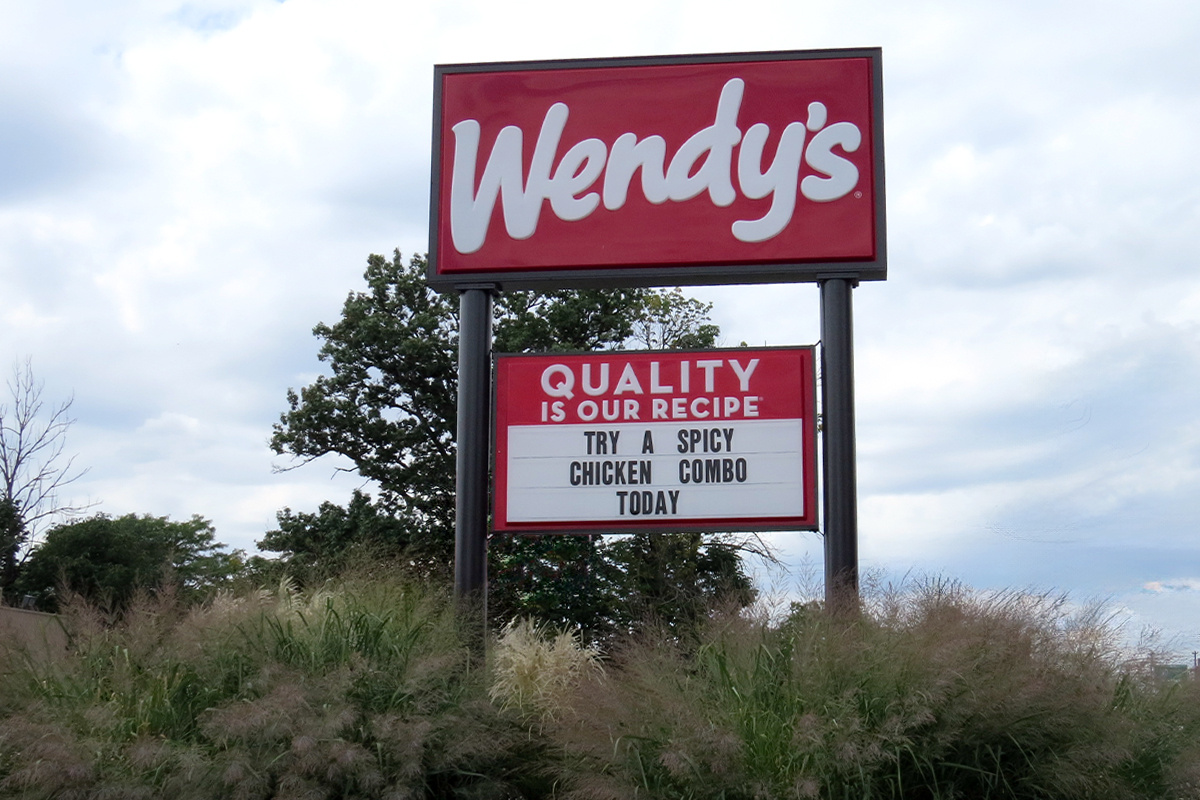 Wendy's®
QUALITY
IS OUR RECIPE®
TRY A SPICY
CHICKEN COMBO
TODAY